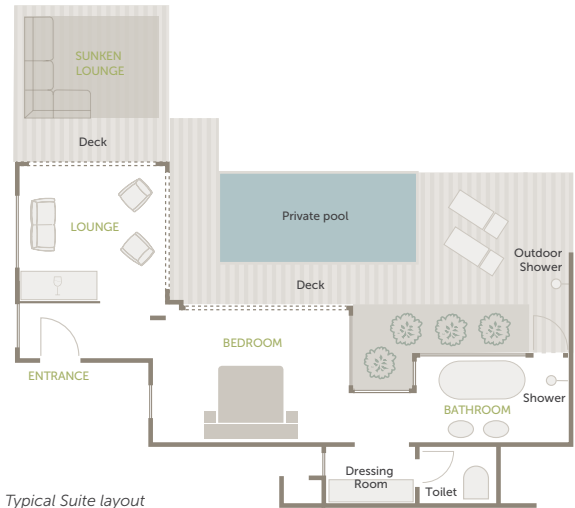 SUNKEN
LOUNGE
Deck
LOUNGE
Private pool
Outdoor
Shower
Deck
BEDROOM
ENTRANCE
Shower
BATHROOM
Dressing
Room
Toilet
Typical Suite layout